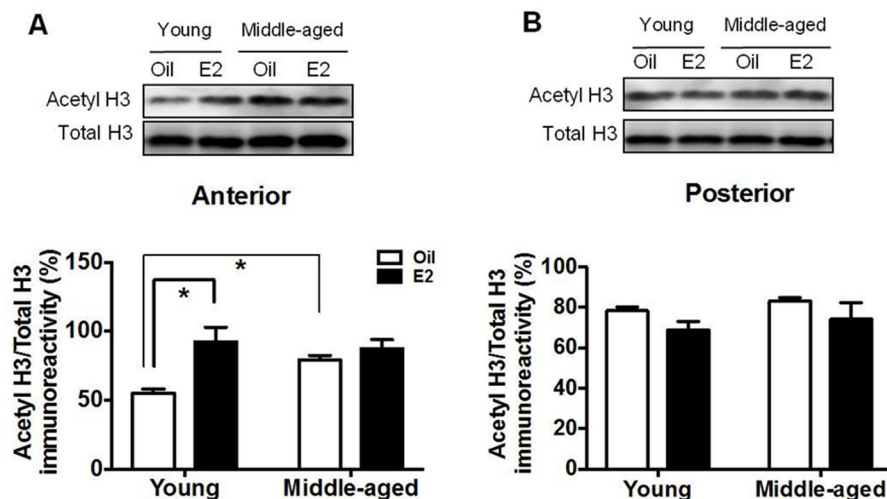 A
Young Middle-aged
Oil E2 Oil E2
Acetyl H3
Total H3
Anterior
Acetyl H3/Total H3
immunoreactivity (%)
150
100
50
0
*
*
Oil
E2
Young Middle-aged
B
Young Middle-aged
Oil E2 Oil E2
Acetyl H3
Total H3
Posterior
Acetyl H3/Total H3
immunoreactivity (%)
100
80
60
40
20
0
Young Middle-aged